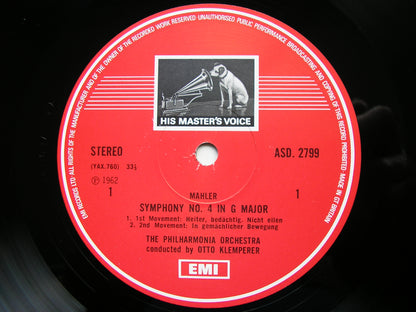 EMI RECORDS LTD ALL RIGHTS OF THE MANUFACTURER AND OF THE OWNER OF THE RECORDED WORK RESERVED UNAUTHORISED PUBLIC PERFORMANCE BROADCASTING AND COPYING OF THIS RECORD PROHIBITED MADE IN GT BRITAIN
HIS MASTER'S VOICE
STEREO
ASD. 2799
(YAX.760) 33⅓
℗ 1962
1
1
MAHLER
SYMPHONY NO. 4 IN G MAJOR
1. 1st Movement: Heiter, bedächtig. Nicht eilen
2. 2nd Movement: In gemächlicher Bewegung
THE PHILHARMONIA ORCHESTRA
conducted by OTTO KLEMPERER
EMI